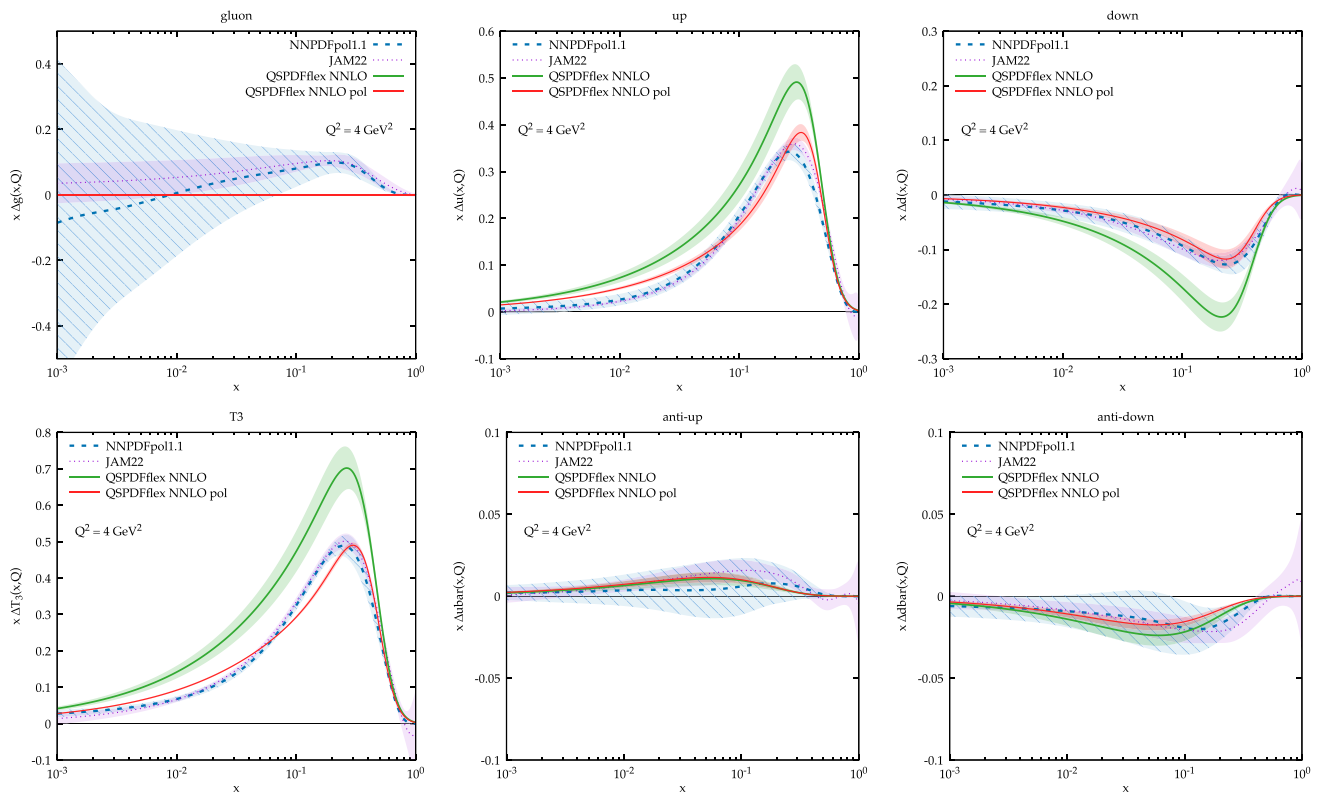 gluon
NNPDFpol1.1
JAM22
QSPDFflex NNLO
QSPDFflex NNLO pol
Q² = 4 GeV²
x Δg(x,Q)
0.4
0.2
0
-0.2
-0.4
10⁻³
10⁻²
10⁻¹
10⁰
x
up
NNPDFpol1.1
JAM22
QSPDFflex NNLO
QSPDFflex NNLO pol
Q² = 4 GeV²
x Δu(x,Q)
0.6
0.5
0.4
0.3
0.2
0.1
0
-0.1
10⁻³
10⁻²
10⁻¹
10⁰
x
down
NNPDFpol1.1
JAM22
QSPDFflex NNLO
QSPDFflex NNLO pol
Q² = 4 GeV²
x Δd(x,Q)
0.3
0.2
0.1
0
-0.1
-0.2
-0.3
10⁻³
10⁻²
10⁻¹
10⁰
x
T3
NNPDFpol1.1
JAM22
QSPDFflex NNLO
QSPDFflex NNLO pol
Q² = 4 GeV²
x ΔT₃(x,Q)
0.8
0.7
0.6
0.5
0.4
0.3
0.2
0.1
0
-0.1
10⁻³
10⁻²
10⁻¹
10⁰
x
anti-up
NNPDFpol1.1
JAM22
QSPDFflex NNLO
QSPDFflex NNLO pol
Q² = 4 GeV²
x Δubar(x,Q)
0.1
0.05
0
-0.05
-0.1
10⁻³
10⁻²
10⁻¹
10⁰
x
anti-down
NNPDFpol1.1
JAM22
QSPDFflex NNLO
QSPDFflex NNLO pol
Q² = 4 GeV²
x Δdbar(x,Q)
0.1
0.05
0
-0.05
-0.1
10⁻³
10⁻²
10⁻¹
10⁰
x